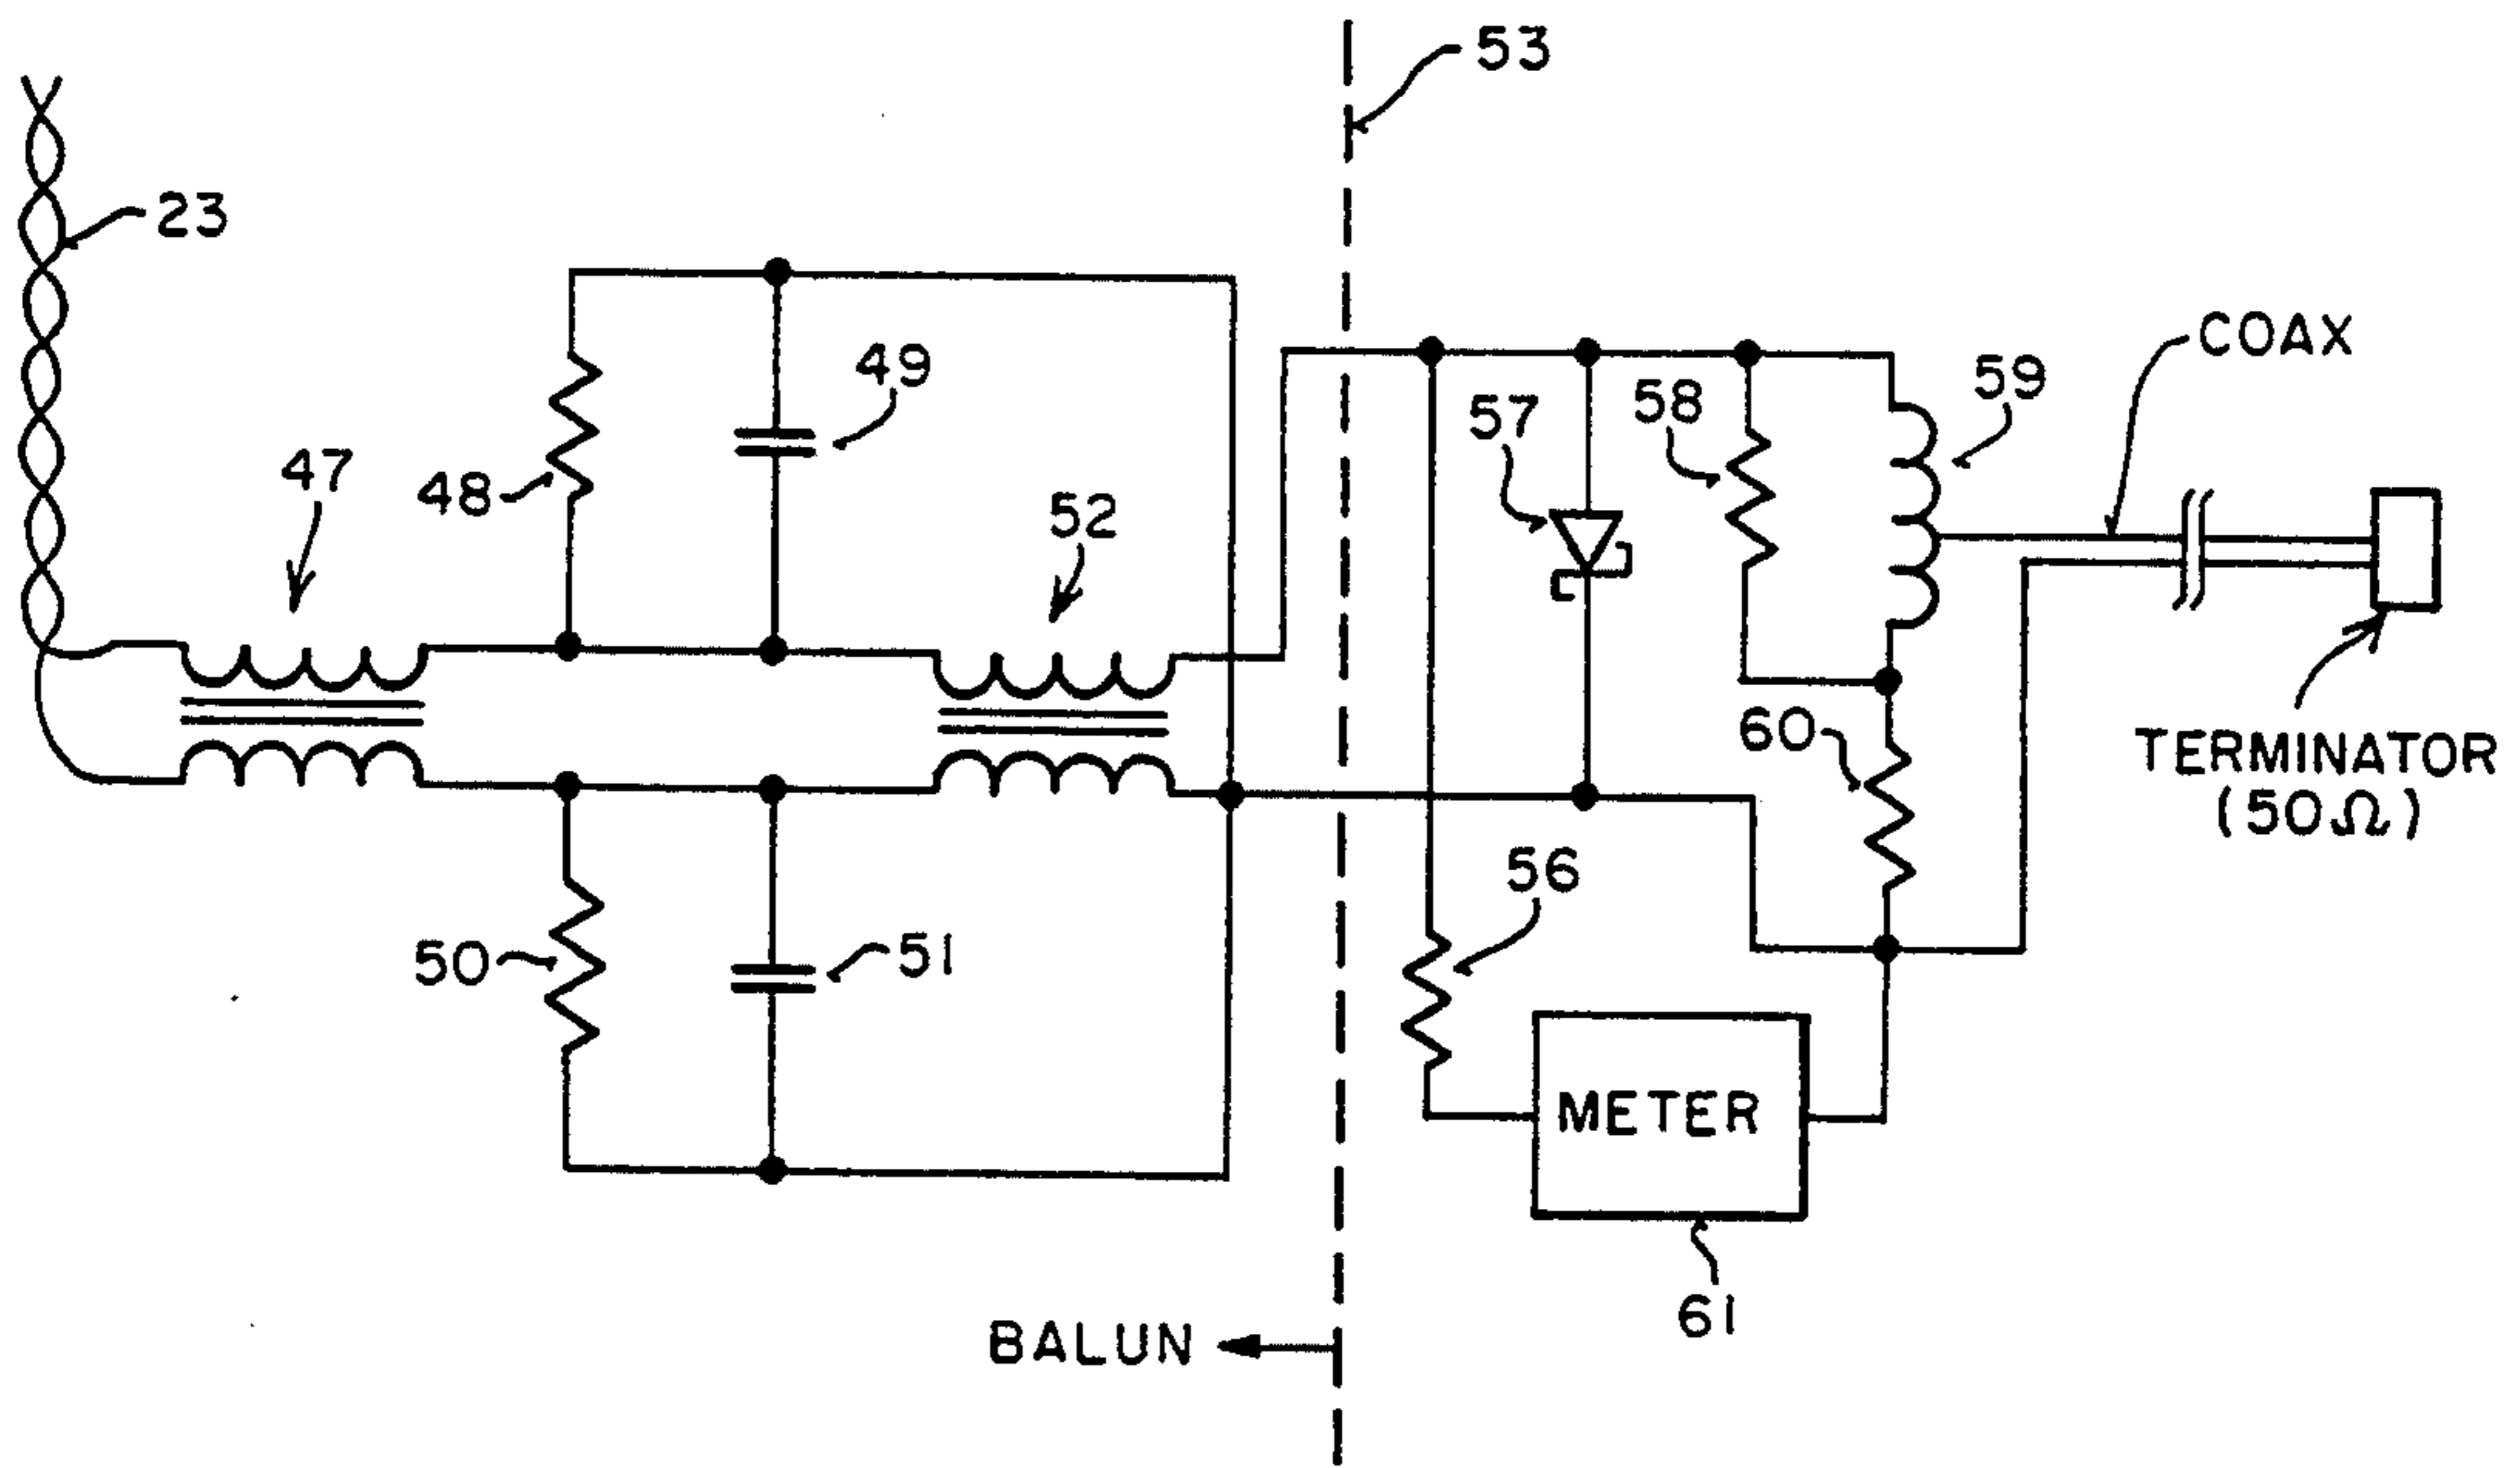 53
23
COAX
49
59
57
58
47
48
52
60
TERMINATOR
(50Ω)
56
50
51
METER
61
BALUN